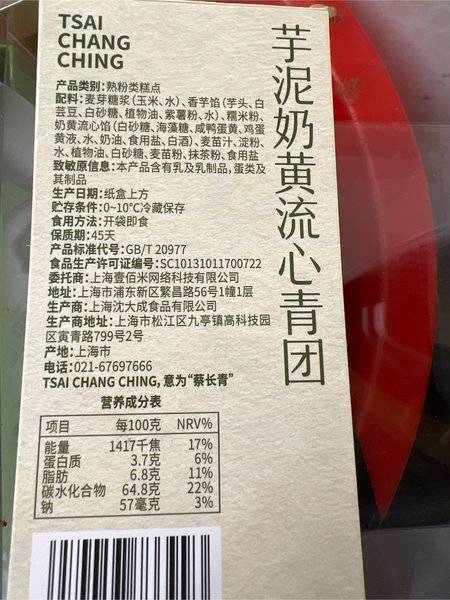 TSAI
CHANG
CHING
芋泥奶黄流心青团
产品类别:熟粉类糕点
配料:麦芽糖浆(玉米、水)、香芋馅(芋头、白
芸豆、白砂糖、植物油、紫薯粉、水)、糯米粉、
奶黄流心馅(白砂糖、海藻糖、咸鸭蛋黄、鸡蛋
黄液、水、奶油、食用盐、白酒)、麦苗汁、淀粉、
水、植物油、白砂糖、麦苗粉、抹茶粉、食用盐
致敏原信息:本产品含有乳及乳制品,蛋类及
其制品
生产日期:纸盒上方
贮存条件:0~10℃冷藏保存
食用方法:开袋即食
保质期:45天
产品标准代号:GB/T 20977
食品生产许可证编号:SC10131011700722
委托商:上海壹佰米网络科技有限公司
地址:上海市浦东新区繁昌路56号1幢1层
生产商:上海沈大成食品有限公司
生产商地址:上海市松江区九亭镇高科技园
区寅青路799号2号
产地:上海市
电话:021-67697666
TSAI CHANG CHING,意为“蔡长青”
营养成分表
项目 每100克 NRV%
能量 1417千焦 17%
蛋白质 3.7克 6%
脂肪 6.8克 11%
碳水化合物 64.8克 22%
钠 57毫克 3%